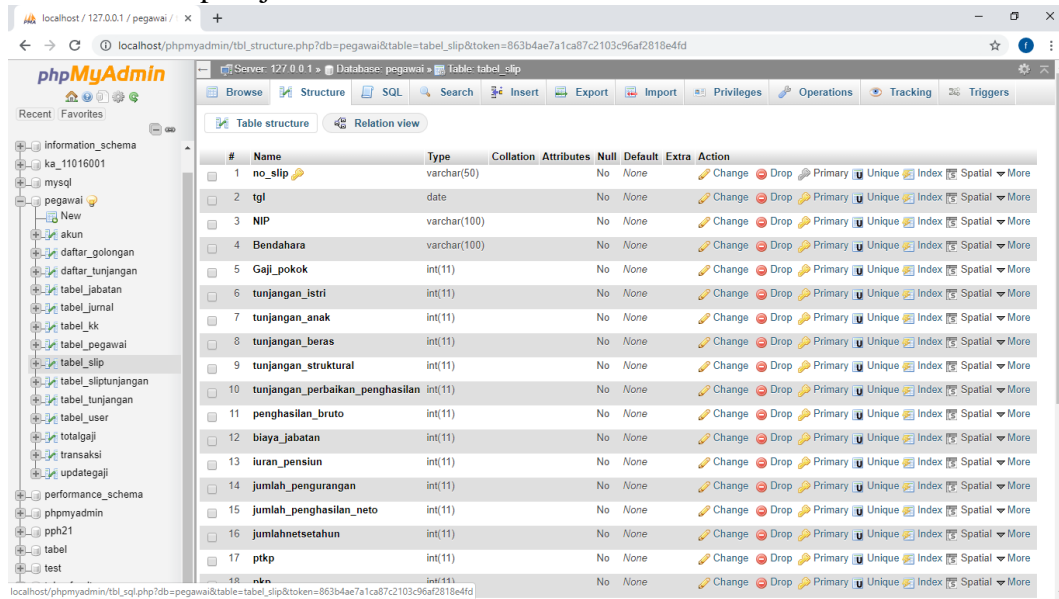 localhost / 127.0.0.1 / pegawai /
localhost/phpmyadmin/tbl_structure.php?db=pegawai&table=tabel_slip&token=863b4ae7a1ca87c2103c96af2818e4fd
phpMyAdmin
Recent Favorites
information_schema
ka_11016001
mysql
pegawai
New
akun
daftar_golongan
daftar_tunjangan
tabel_jabatan
tabel_jurnal
tabel_kk
tabel_pegawai
tabel_slip
tabel_sliptunjangan
tabel_tunjangan
tabel_user
totalgaji
transaksi
updategaji
performance_schema
phpmyadmin
pph21
tabel
test
Server: 127.0.0.1 » Database: pegawai » Table: tabel_slip
Browse Structure SQL Search Insert Export Import Privileges Operations Tracking Triggers
Table structure Relation view
# Name Type Collation Attributes Null Default Extra Action
1 no_slip varchar(50) No None Change Drop Primary Unique Index Spatial More
2 tgl date No None Change Drop Primary Unique Index Spatial More
3 NIP varchar(100) No None Change Drop Primary Unique Index Spatial More
4 Bendahara varchar(100) No None Change Drop Primary Unique Index Spatial More
5 Gaji_pokok int(11) No None Change Drop Primary Unique Index Spatial More
6 tunjangan_istri int(11) No None Change Drop Primary Unique Index Spatial More
7 tunjangan_anak int(11) No None Change Drop Primary Unique Index Spatial More
8 tunjangan_beras int(11) No None Change Drop Primary Unique Index Spatial More
9 tunjangan_struktural int(11) No None Change Drop Primary Unique Index Spatial More
10 tunjangan_perbaikan_penghasilan int(11) No None Change Drop Primary Unique Index Spatial More
11 penghasilan_bruto int(11) No None Change Drop Primary Unique Index Spatial More
12 biaya_jabatan int(11) No None Change Drop Primary Unique Index Spatial More
13 iuran_pensiun int(11) No None Change Drop Primary Unique Index Spatial More
14 jumlah_pengurangan int(11) No None Change Drop Primary Unique Index Spatial More
15 jumlah_penghasilan_neto int(11) No None Change Drop Primary Unique Index Spatial More
16 jumlahnetsetahun int(11) No None Change Drop Primary Unique Index Spatial More
17 ptkp int(11) No None Change Drop Primary Unique Index Spatial More
18 pkp int(11) No None Change Drop Primary Unique Index Spatial More
localhost/phpmyadmin/tbl_sql.php?db=pegawai&table=tabel_slip&token=863b4ae7a1ca87c2103c96af2818e4fd